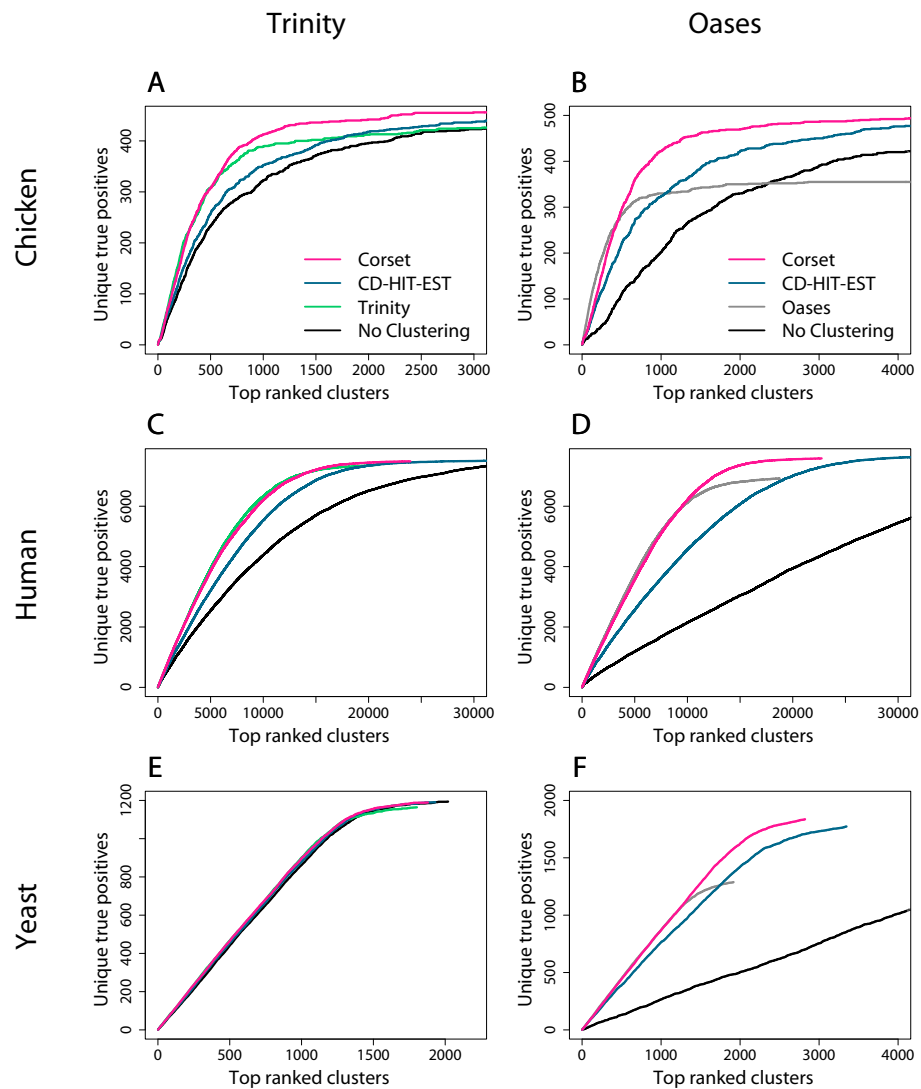 Trinity Oases
A B
Chicken
Unique true positives
0 100 200 300 400
0 500 1000 1500 2000 2500 3000
Top ranked clusters
Corset
CD-HIT-EST
Trinity
No Clustering
Unique true positives
0 100 200 300 400 500
0 1000 2000 3000 4000
Top ranked clusters
Corset
CD-HIT-EST
Oases
No Clustering
C D
Human
Unique true positives
0 2000 4000 6000
0 5000 10000 20000 30000
Top ranked clusters
Unique true positives
0 2000 4000 6000
0 5000 10000 20000 30000
Top ranked clusters
E F
Yeast
Unique true positives
0 200 400 600 800 1200
0 500 1000 1500 2000
Top ranked clusters
Unique true positives
0 500 1000 1500 2000
0 1000 2000 3000 4000
Top ranked clusters